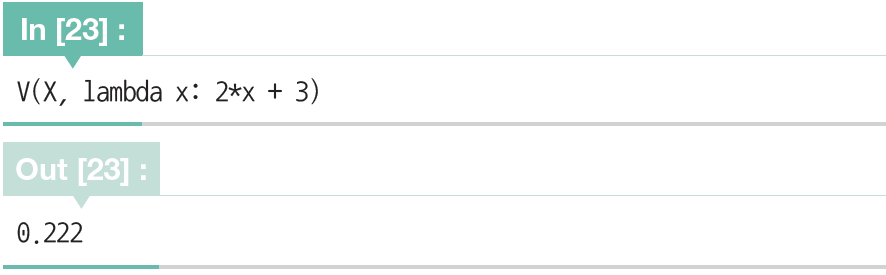 In [23] :
V(X, lambda x: 2*x + 3)
Out [23] :
0.222